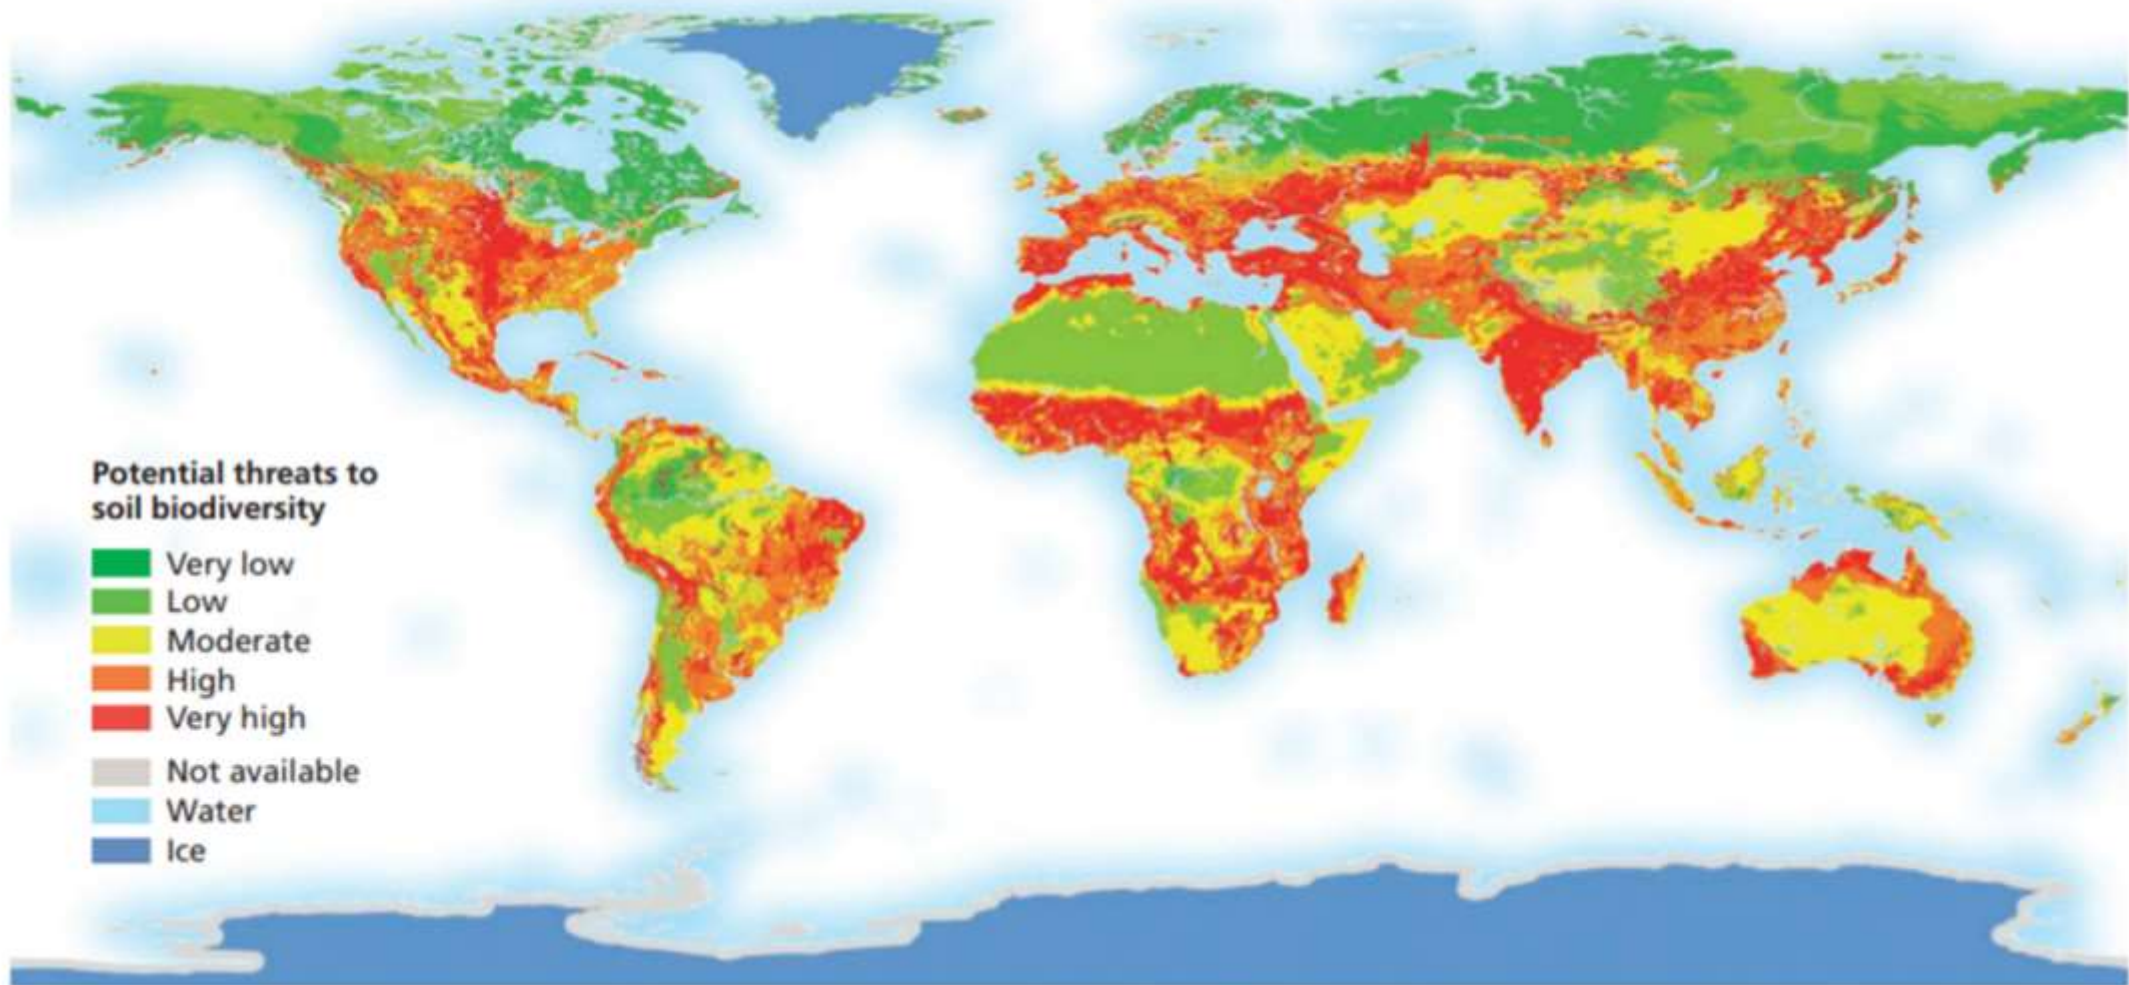 Potential threats to
soil biodiversity
Very low
Low
Moderate
High
Very high
Not available
Water
Ice